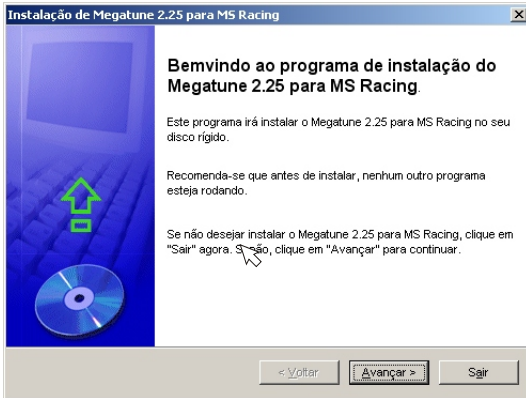 Instalação de Megatune 2.25 para MS Racing
Bemvindo ao programa de instalação do
Megatune 2.25 para MS Racing.
Este programa irá instalar o Megatune 2.25 para MS Racing no seu
disco rígido.
Recomenda-se que antes de instalar, nenhum outro programa
esteja rodando.
Se não desejar instalar o Megatune 2.25 para MS Racing, clique em
"Sair" agora. Senão, clique em "Avançar" para continuar.
< Voltar
Avançar >
Sair